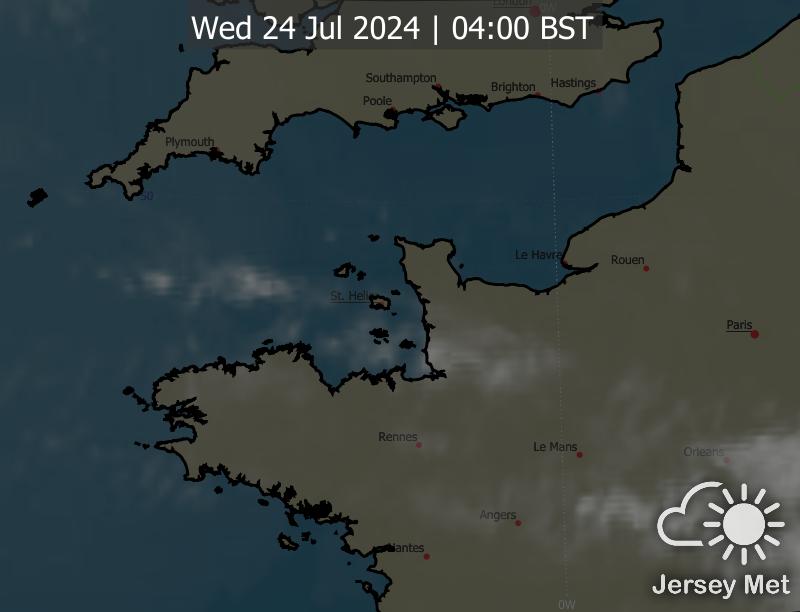 London
0W
Wed 24 Jul 2024 | 04:00 BST
Southampton
Brighton
Hastings
Poole
Plymouth
50
Le Havre
Rouen
St. Helier
Paris
Rennes
Le Mans
Orleans
Angers
Nantes
Jersey Met
0W